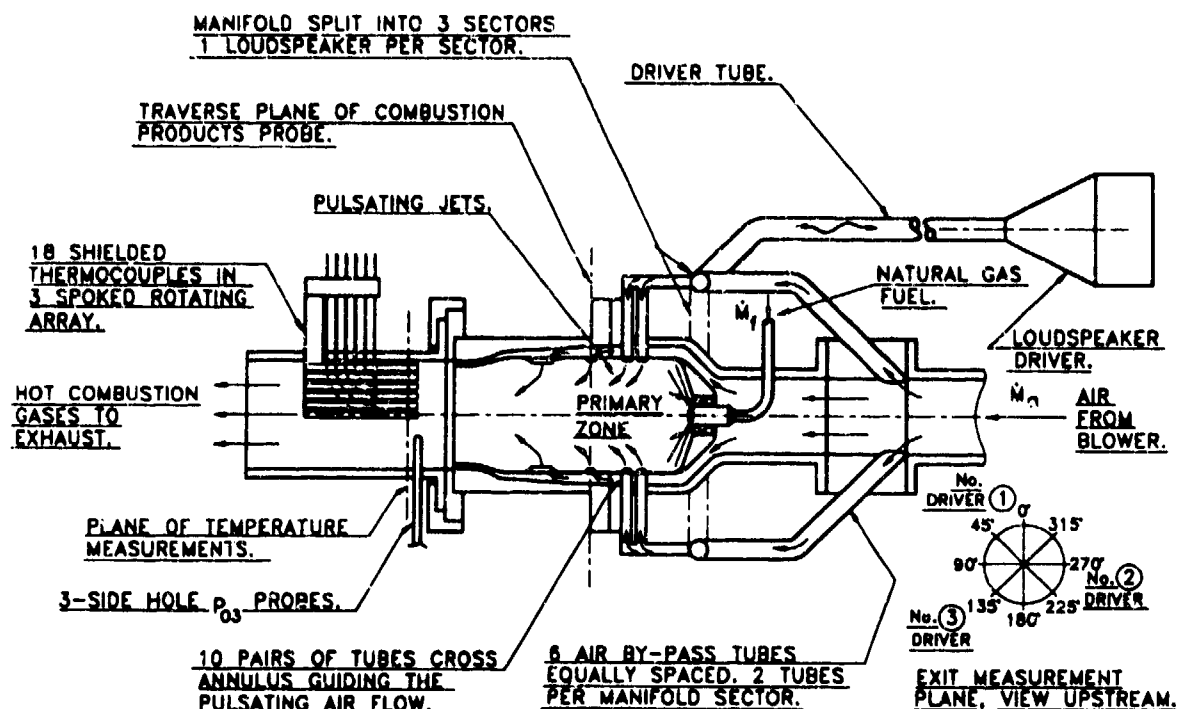 MANIFOLD SPLIT INTO 3 SECTORS
1 LOUDSPEAKER PER SECTOR.
DRIVER TUBE.
TRAVERSE PLANE OF COMBUSTION
PRODUCTS PROBE.
PULSATING JETS.
18 SHIELDED
THERMOCOUPLES IN
3 SPOKED ROTATING
ARRAY.
NATURAL GAS
FUEL.
Ṁf
LOUDSPEAKER
DRIVER.
HOT COMBUSTION
GASES TO
EXHAUST.
PRIMARY
ZONE
Ṁa
AIR
FROM
BLOWER.
No.
DRIVER 1
0°
45° 315°
90° 270°
135° 225°
180°
No. 2
DRIVER
No. 3
DRIVER
PLANE OF TEMPERATURE
MEASUREMENTS.
3-SIDE HOLE P03 PROBES.
10 PAIRS OF TUBES CROSS
ANNULUS GUIDING THE
PULSATING AIR FLOW.
6 AIR BY-PASS TUBES
EQUALLY SPACED. 2 TUBES
PER MANIFOLD SECTOR.
EXIT MEASUREMENT
PLANE, VIEW UPSTREAM.